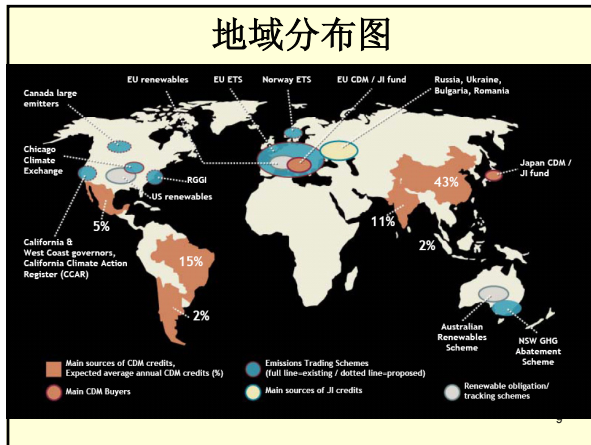 地域分布图
EU renewables
EU ETS
Norway ETS
EU CDM / JI fund
Russia, Ukraine,
Bulgaria, Romania
Canada large
emitters
Chicago
Climate
Exchange
RGGI
US renewables
Japan CDM /
JI fund
43%
11%
5%
2%
15%
2%
California &
West Coast governors,
California Climate Action
Register (CCAR)
Australian
Renewables
Scheme
NSW GHG
Abatement
Scheme
Main sources of CDM credits,
Expected average annual CDM credits (%)
Main CDM Buyers
Emissions Trading Schemes
(full line-existing / dotted line-proposed)
Main sources of JI credits
Renewable obligation/
tracking schemes